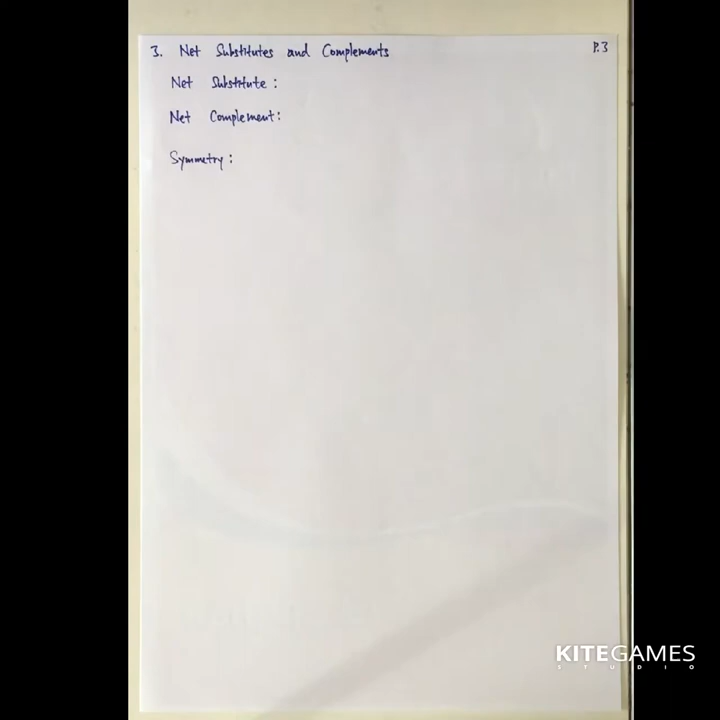 3. Net Substitutes and Complements P.3
Net Substitute :
Net Complement :
Symmetry :
KITEGAMES
STUDIO